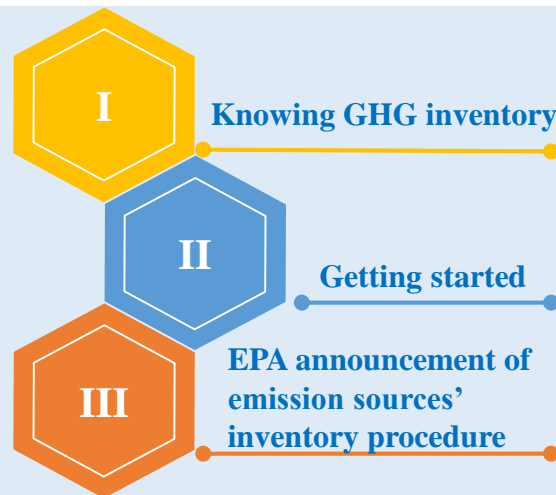 I
Knowing GHG inventory
II
Getting started
III
EPA announcement of
emission sources’
inventory procedure